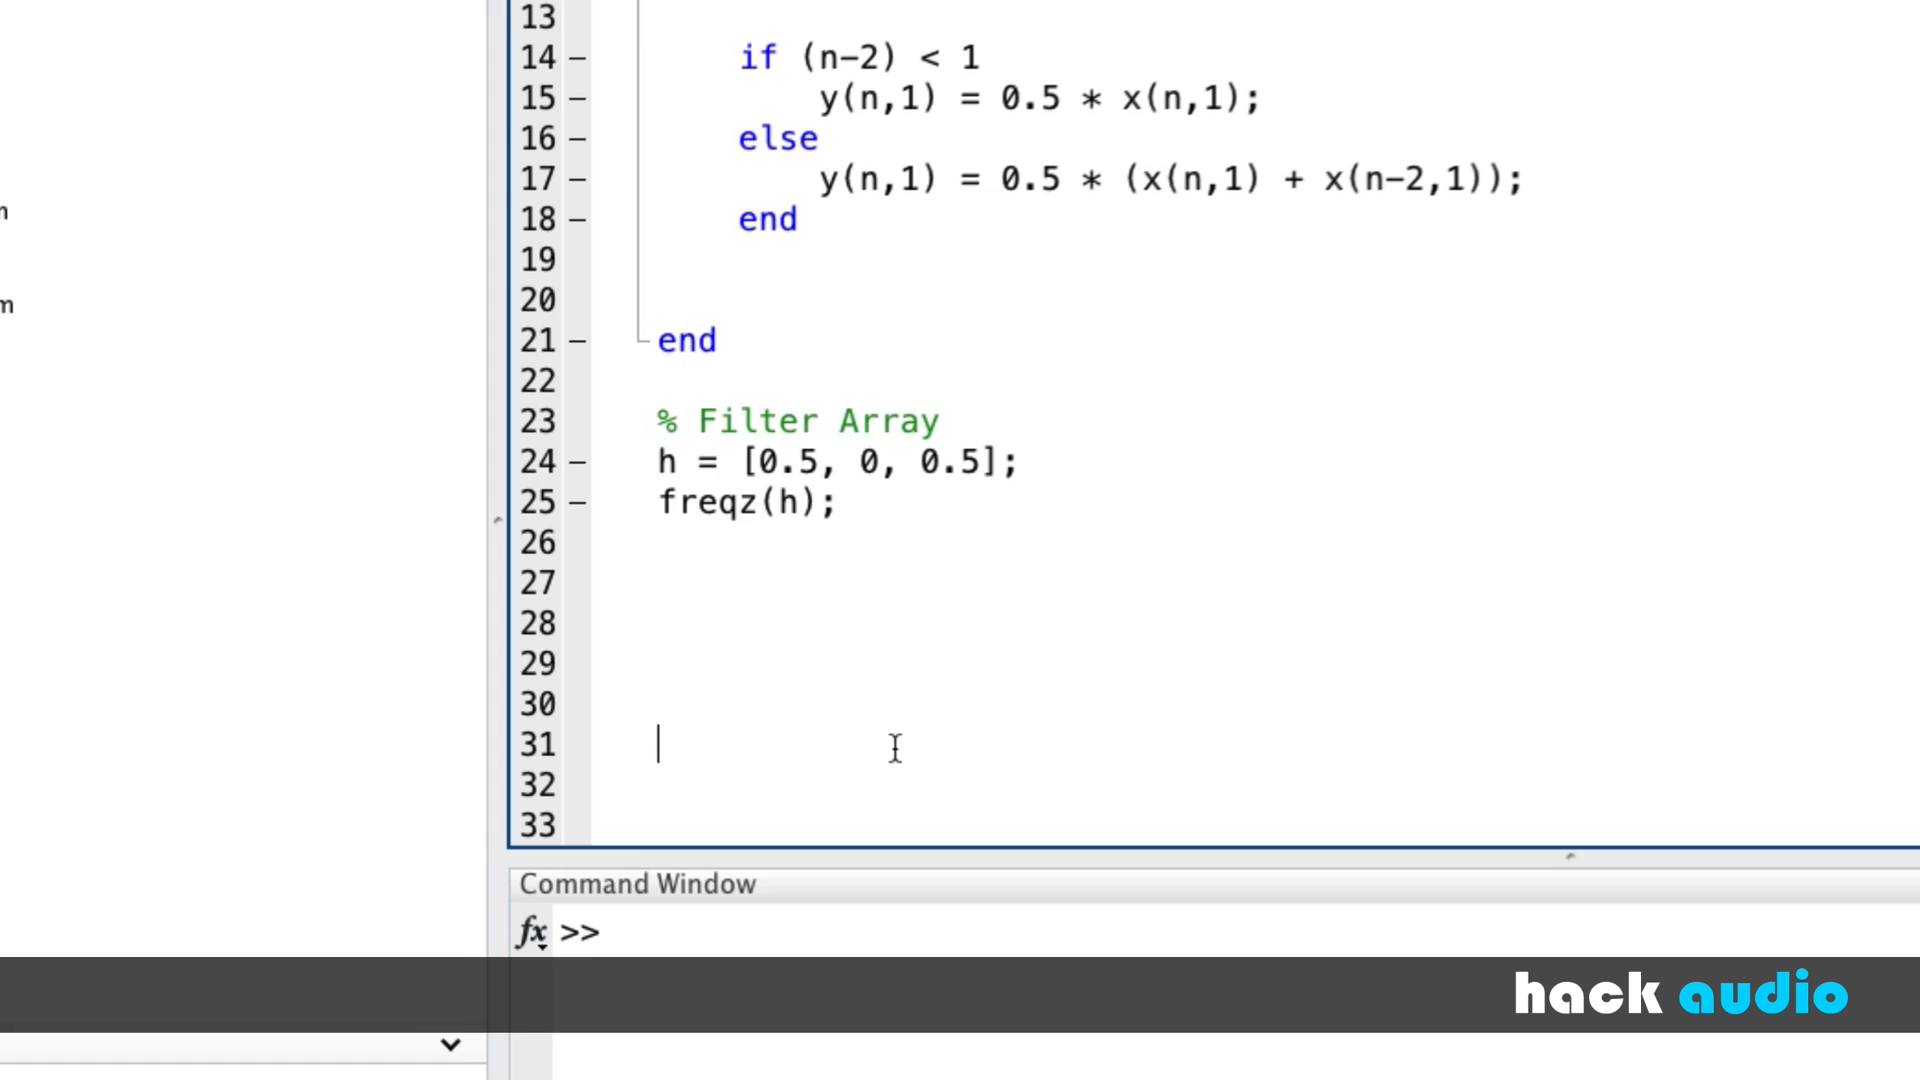 13
14 – if (n-2) < 1
15 – y(n,1) = 0.5 * x(n,1);
16 – else
17 – y(n,1) = 0.5 * (x(n,1) + x(n-2,1));
m
18 – end
19
20
m
21 – end
22
23 % Filter Array
24 – h = [0.5, 0, 0.5];
25 – freqz(h);
26
27
28
29
30
31
32
33
Command Window
fx >>
hack audio